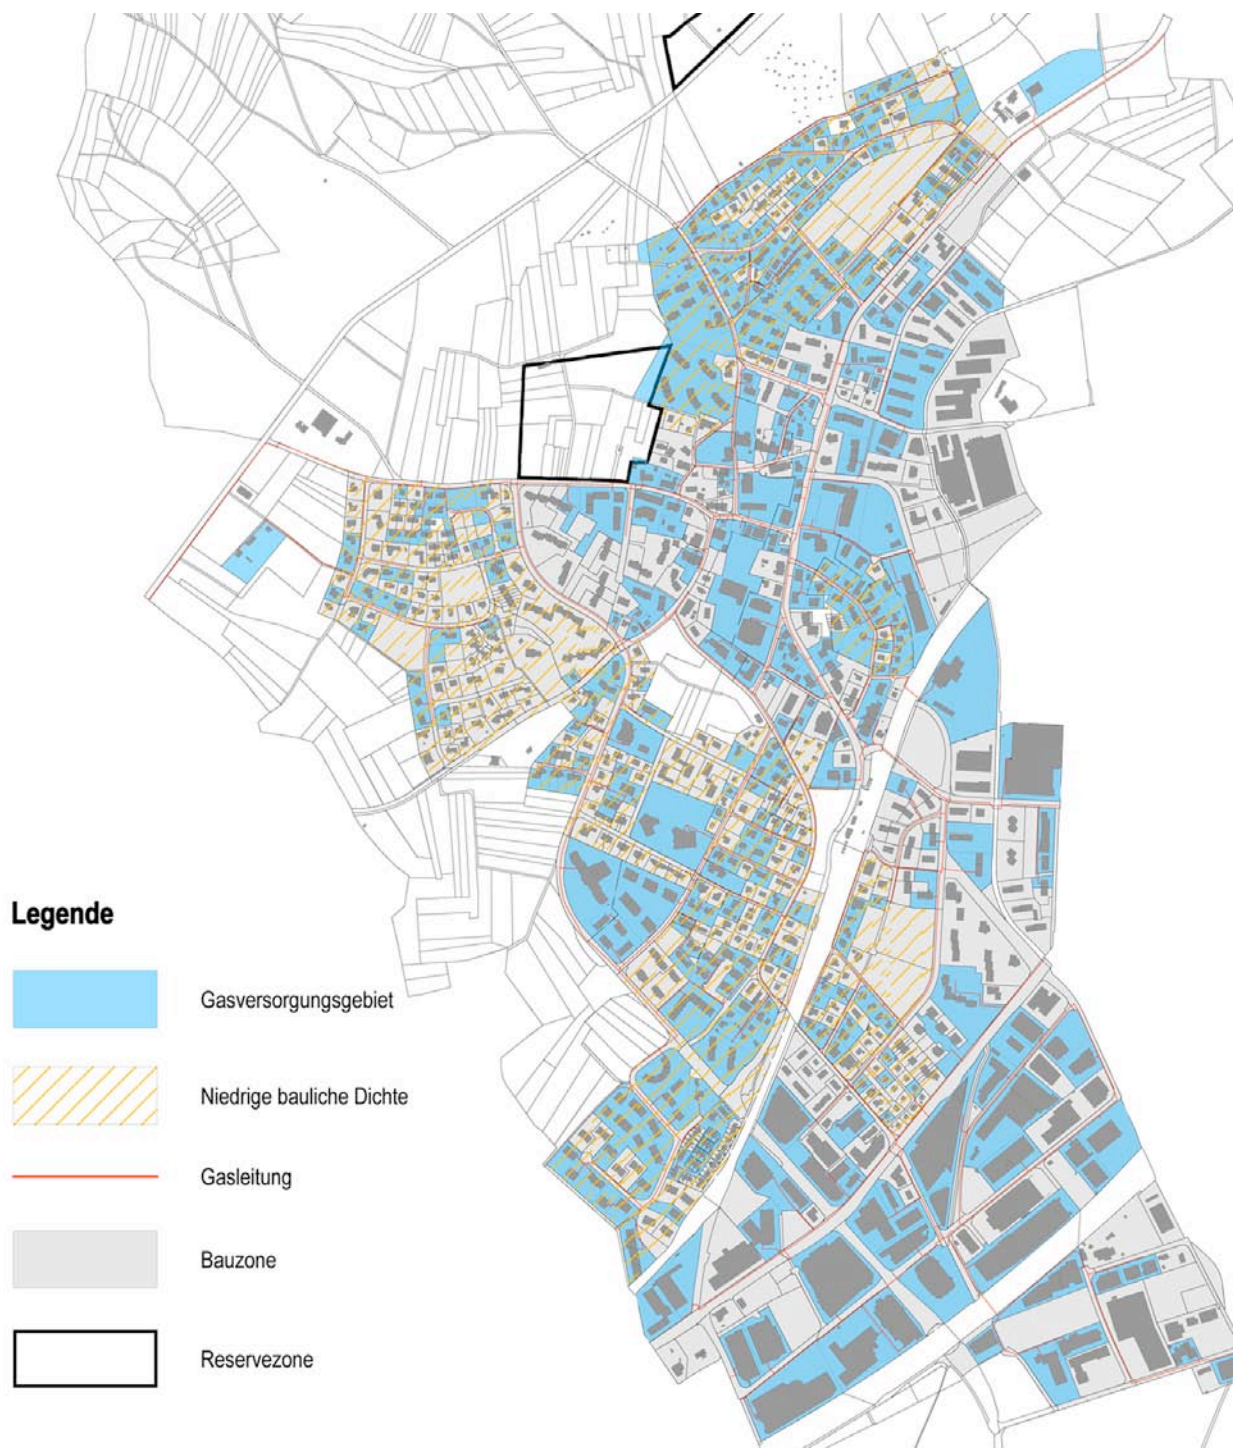 Legende
Gasversorgungsgebiet
Niedrige bauliche Dichte
Gasleitung
Bauzone
Reservezone